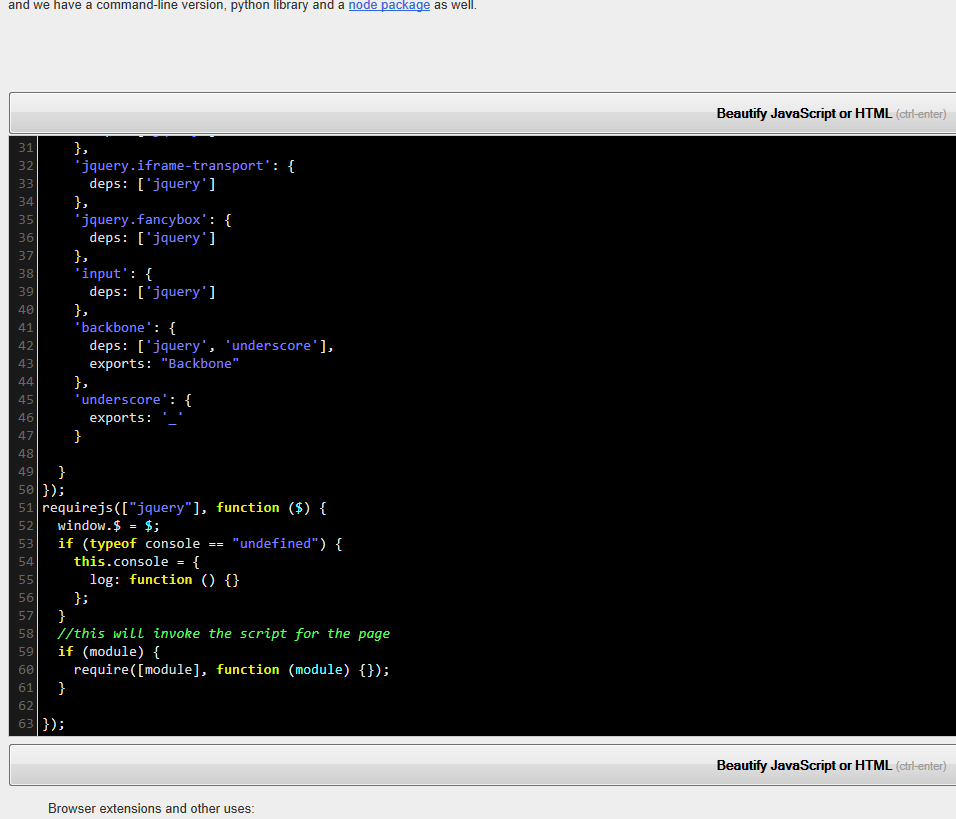 and we have a command-line version, python library and a node package as well.
Beautify JavaScript or HTML (ctrl-enter)
31 },
32 'jquery.iframe-transport': {
33 deps: ['jquery']
34 },
35 'jquery.fancybox': {
36 deps: ['jquery']
37 },
38 'input': {
39 deps: ['jquery']
40 },
41 'backbone': {
42 deps: ['jquery', 'underscore'],
43 exports: "Backbone"
44 },
45 'underscore': {
46 exports: '_'
47 }
48
49 }
50 });
51 requirejs(["jquery"], function ($) {
52 window.$ = $;
53 if (typeof console == "undefined") {
54 this.console = {
55 log: function () {}
56 };
57 }
58 //this will invoke the script for the page
59 if (module) {
60 require([module], function (module) {});
61 }
62
63 });
Beautify JavaScript or HTML (ctrl-enter)
Browser extensions and other uses: